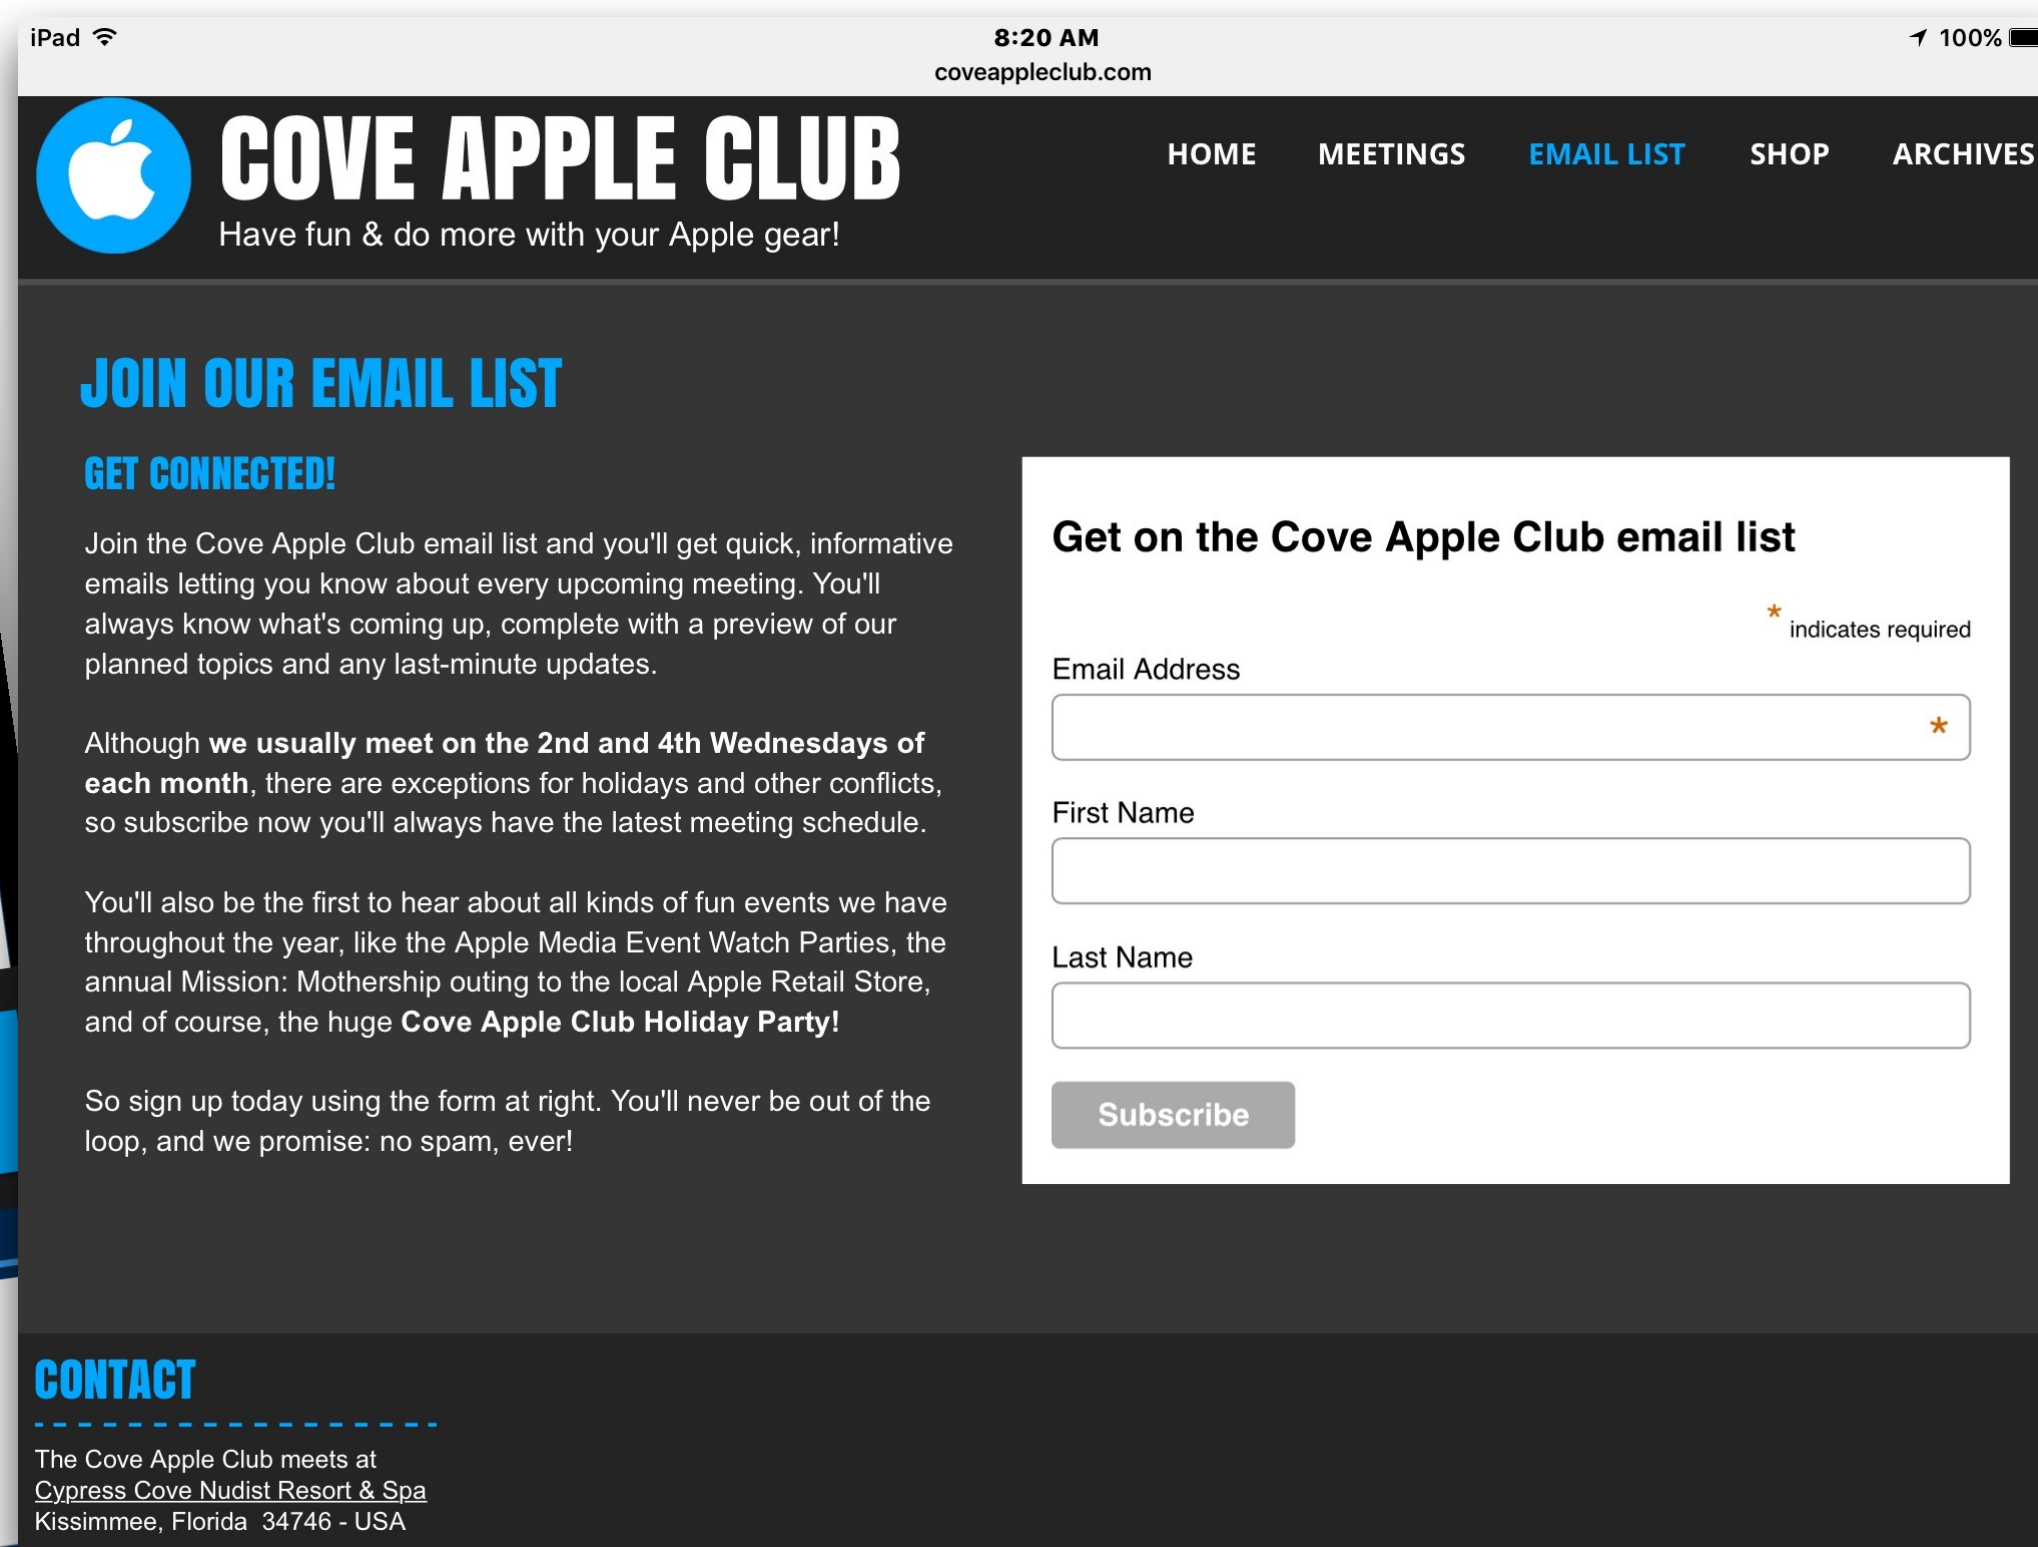 iPad
8:20 AM
100%
coveappleclub.com
COVE APPLE CLUB
Have fun & do more with your Apple gear!
HOME MEETINGS EMAIL LIST SHOP ARCHIVES
JOIN OUR EMAIL LIST
GET CONNECTED!
Join the Cove Apple Club email list and you'll get quick, informative
emails letting you know about every upcoming meeting. You'll
always know what's coming up, complete with a preview of our
planned topics and any last-minute updates.
Although we usually meet on the 2nd and 4th Wednesdays of
each month, there are exceptions for holidays and other conflicts,
so subscribe now you'll always have the latest meeting schedule.
You'll also be the first to hear about all kinds of fun events we have
throughout the year, like the Apple Media Event Watch Parties, the
annual Mission: Mothership outing to the local Apple Retail Store,
and of course, the huge Cove Apple Club Holiday Party!
So sign up today using the form at right. You'll never be out of the
loop, and we promise: no spam, ever!
Get on the Cove Apple Club email list
* indicates required
Email Address
*
First Name
Last Name
Subscribe
CONTACT
The Cove Apple Club meets at
Cypress Cove Nudist Resort & Spa
Kissimmee, Florida  34746 - USA